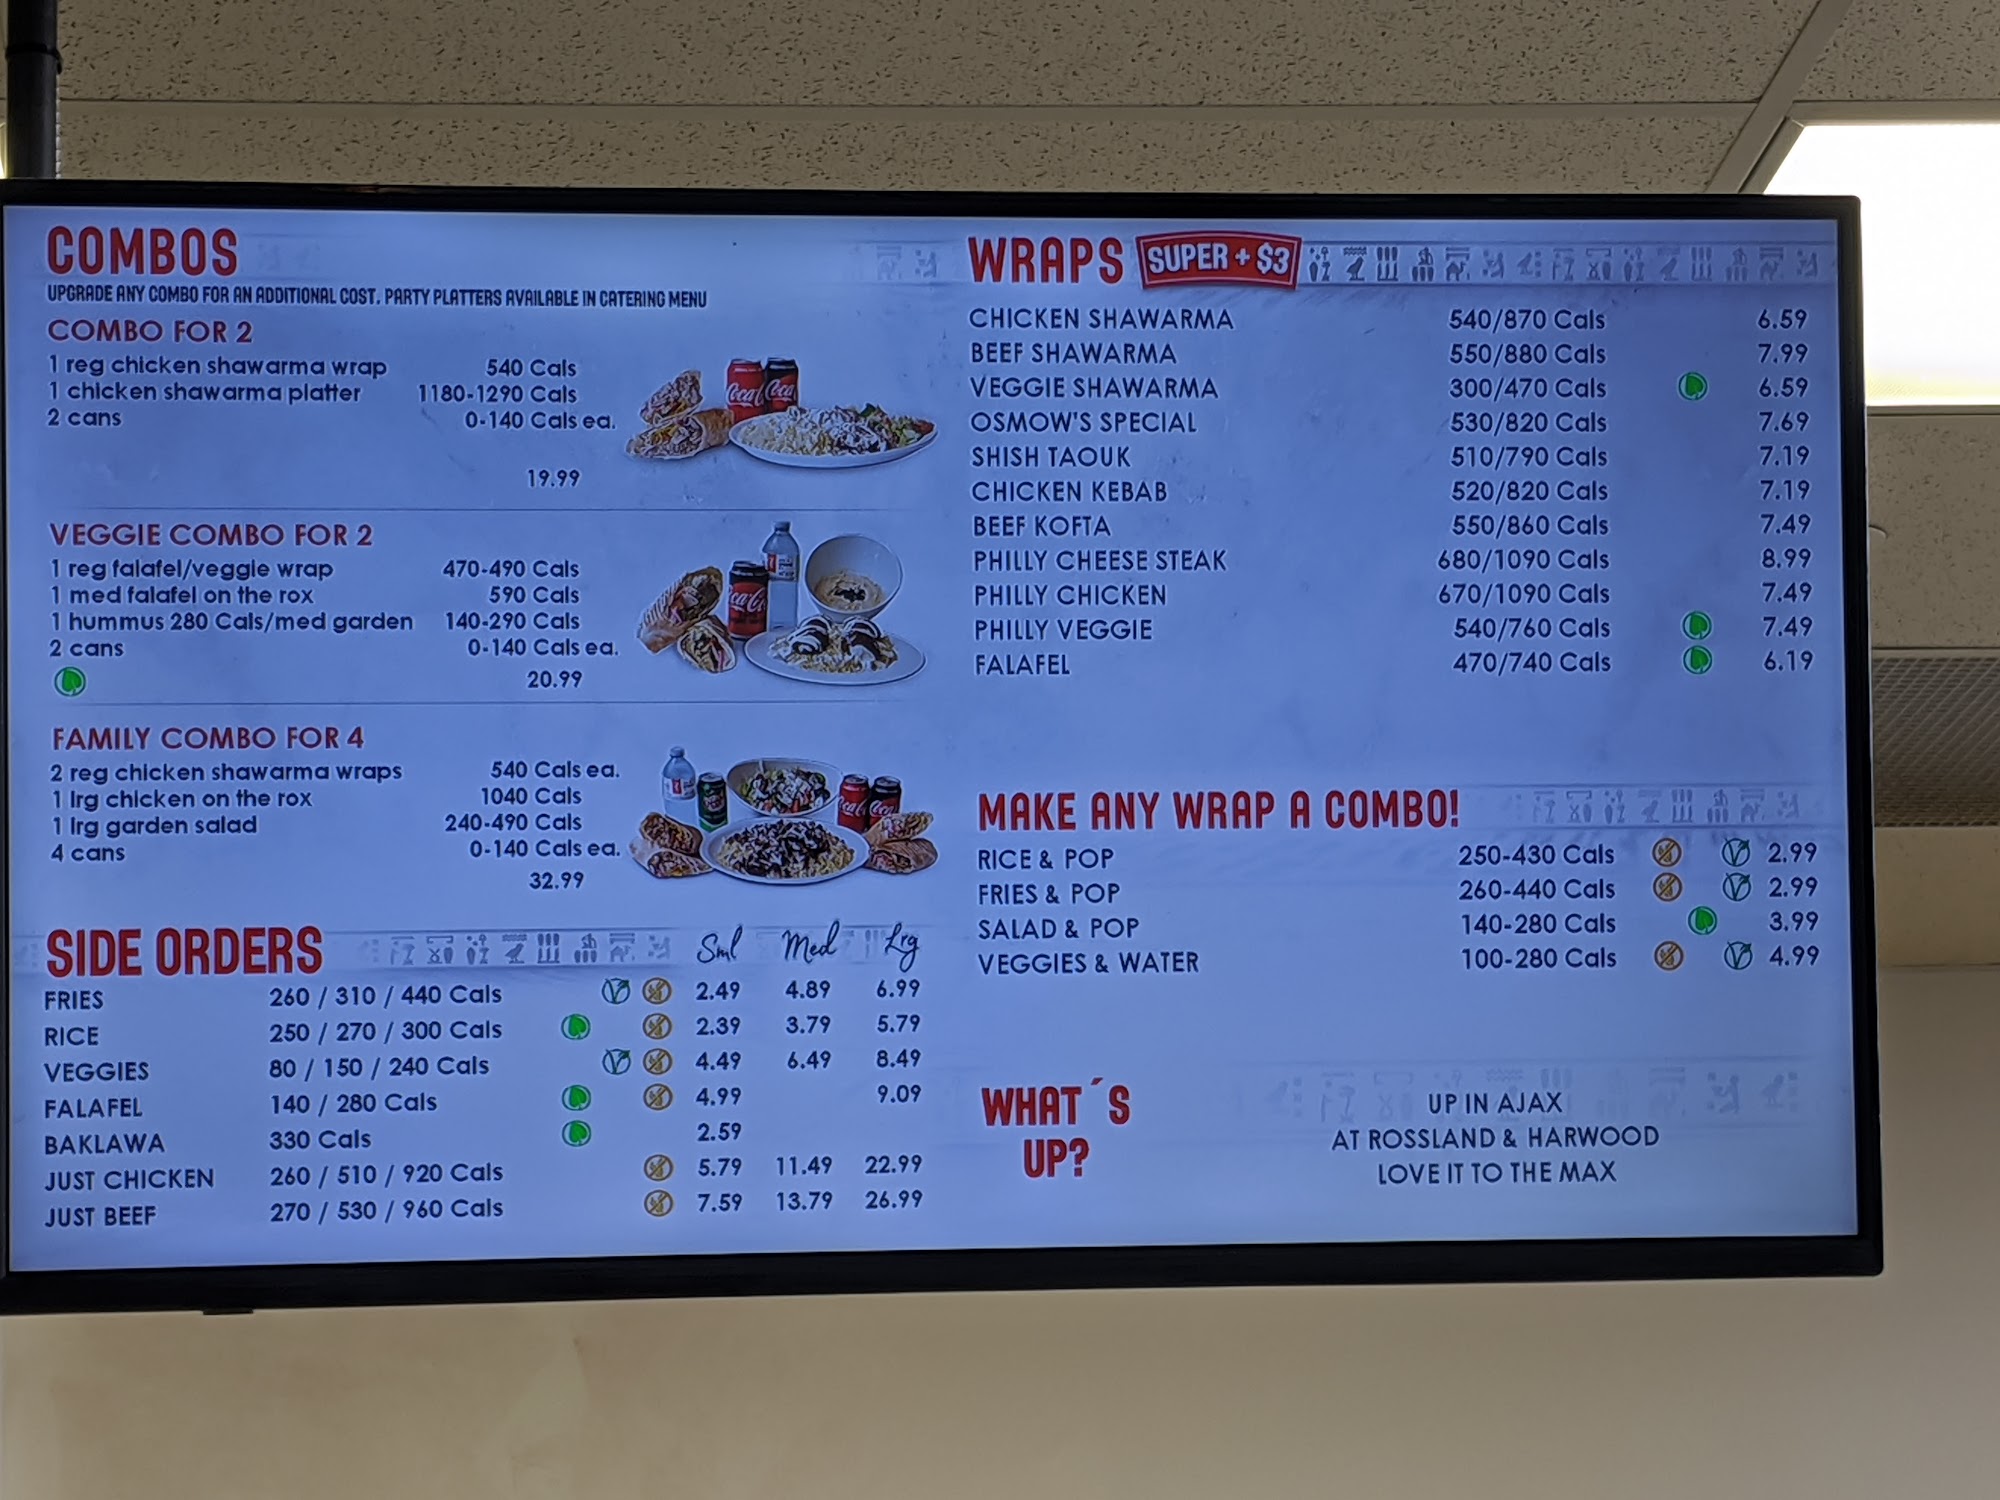 COMBOS
UPGRADE ANY COMBO FOR AN ADDITIONAL COST. PARTY PLATTERS AVAILABLE IN CATERING MENU
COMBO FOR 2
1 reg chicken shawarma wrap 540 Cals
1 chicken shawarma platter 1180-1290 Cals
2 cans 0-140 Cals ea.
19.99
VEGGIE COMBO FOR 2
1 reg falafel/veggie wrap 470-490 Cals
1 med falafel on the rox 590 Cals
1 hummus 280 Cals/med garden 140-290 Cals
2 cans 0-140 Cals ea.
20.99
FAMILY COMBO FOR 4
2 reg chicken shawarma wraps 540 Cals ea.
1 lrg chicken on the rox 1040 Cals
1 lrg garden salad 240-490 Cals
4 cans 0-140 Cals ea.
32.99
SIDE ORDERS Sml Med Lrg
FRIES 260 / 310 / 440 Cals 2.49 4.89 6.99
RICE 250 / 270 / 300 Cals 2.39 3.79 5.79
VEGGIES 80 / 150 / 240 Cals 4.49 6.49 8.49
FALAFEL 140 / 280 Cals 4.99 9.09
BAKLAWA 330 Cals 2.59
JUST CHICKEN 260 / 510 / 920 Cals 5.79 11.49 22.99
JUST BEEF 270 / 530 / 960 Cals 7.59 13.79 26.99
WRAPS SUPER + $3
CHICKEN SHAWARMA 540/870 Cals 6.59
BEEF SHAWARMA 550/880 Cals 7.99
VEGGIE SHAWARMA 300/470 Cals 6.59
OSMOW'S SPECIAL 530/820 Cals 7.69
SHISH TAOUK 510/790 Cals 7.19
CHICKEN KEBAB 520/820 Cals 7.19
BEEF KOFTA 550/860 Cals 7.49
PHILLY CHEESE STEAK 680/1090 Cals 8.99
PHILLY CHICKEN 670/1090 Cals 7.49
PHILLY VEGGIE 540/760 Cals 7.49
FALAFEL 470/740 Cals 6.19
MAKE ANY WRAP A COMBO!
RICE & POP 250-430 Cals 2.99
FRIES & POP 260-440 Cals 2.99
SALAD & POP 140-280 Cals 3.99
VEGGIES & WATER 100-280 Cals 4.99
WHAT´S
UP?
UP IN AJAX
AT ROSSLAND & HARWOOD
LOVE IT TO THE MAX